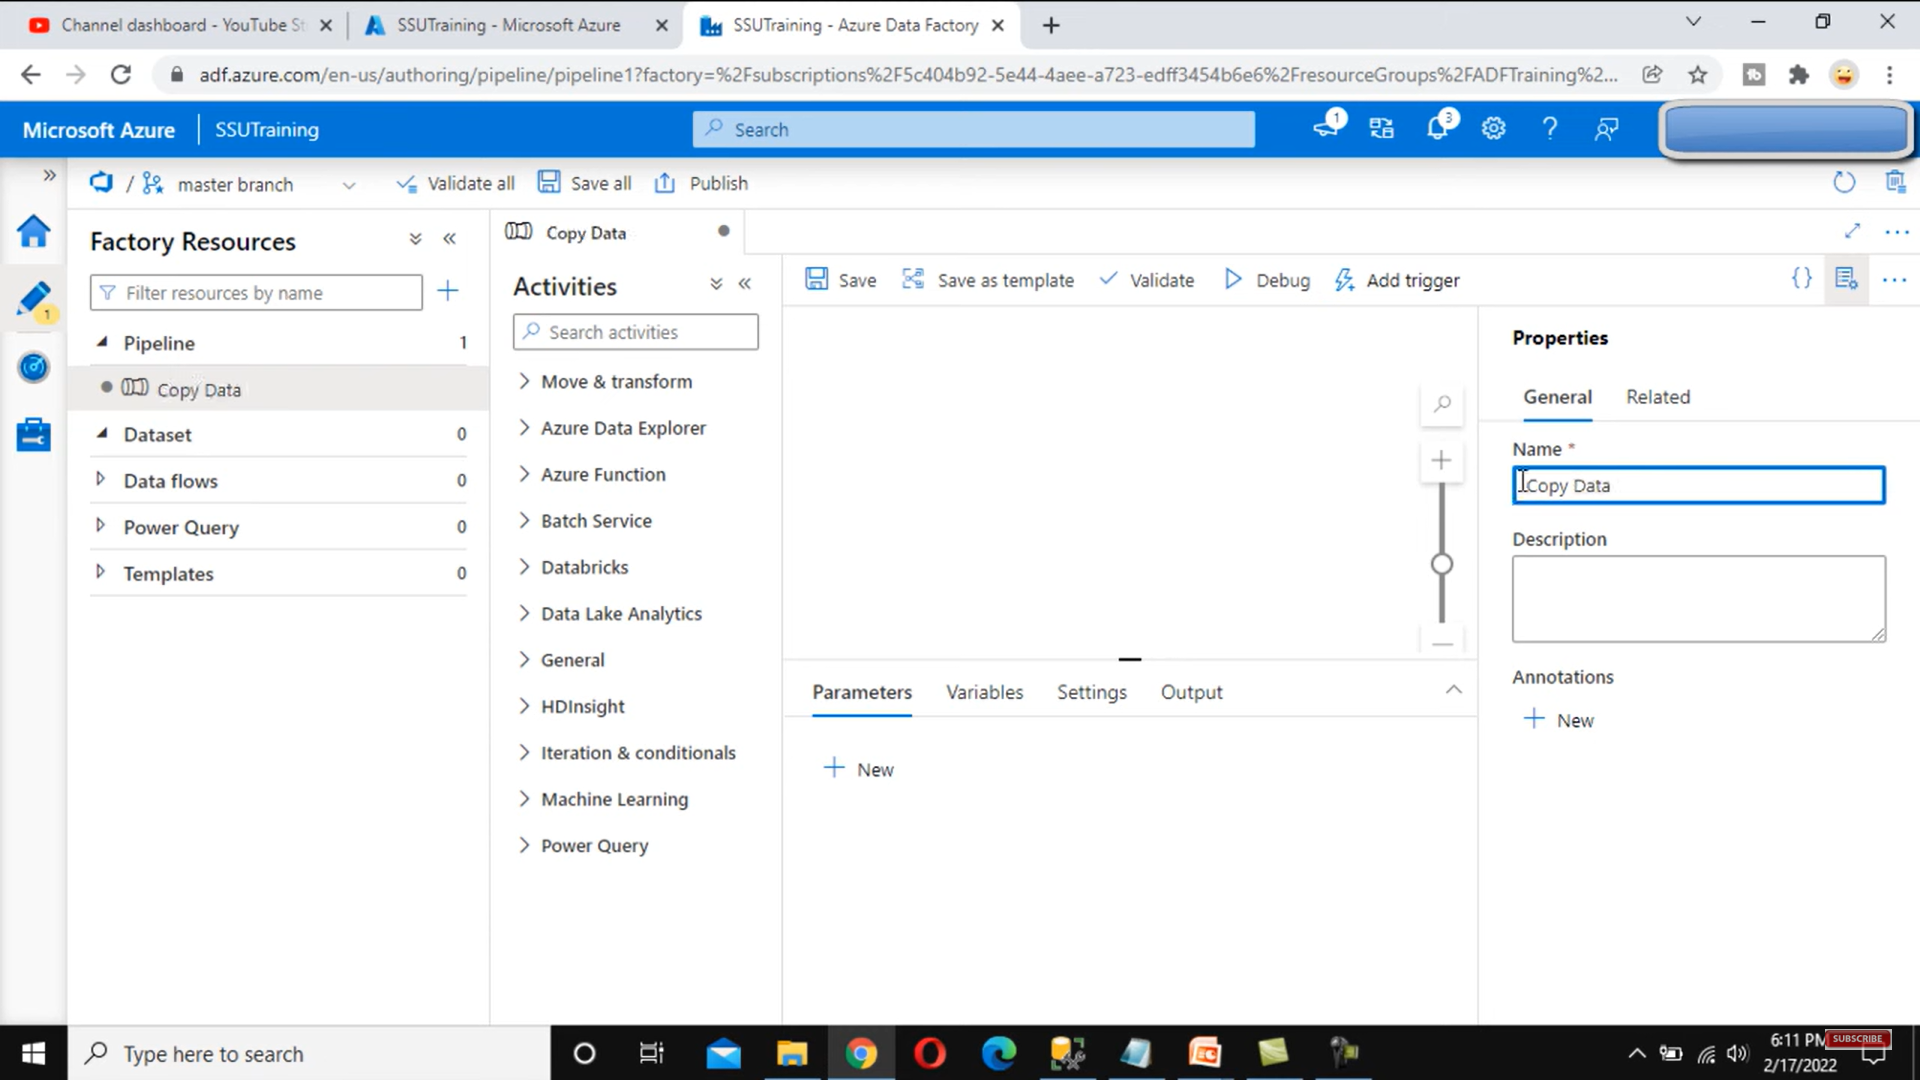 Channel dashboard - YouTube St
SSUTraining - Microsoft Azure
SSUTraining - Azure Data Factory
adf.azure.com/en-us/authoring/pipeline/pipeline1?factory=%2Fsubscriptions%2F5c404b92-5e44-4aee-a723-edff3454b6e6%2FresourceGroups%2FADFTraining%2...
Microsoft Azure
SSUTraining
Search
1
3
/ master branch
Validate all
Save all
Publish
Factory Resources
Filter resources by name
1
Pipeline 1
Copy Data
Dataset 0
Data flows 0
Power Query 0
Templates 0
Copy Data
Activities
Search activities
Move & transform
Azure Data Explorer
Azure Function
Batch Service
Databricks
Data Lake Analytics
General
HDInsight
Iteration & conditionals
Machine Learning
Power Query
Save
Save as template
Validate
Debug
Add trigger
Parameters
Variables
Settings
Output
New
Properties
General
Related
Name *
Copy Data
Description
Annotations
New
Type here to search
6:11 PM
2/17/2022
SUBSCRIBE